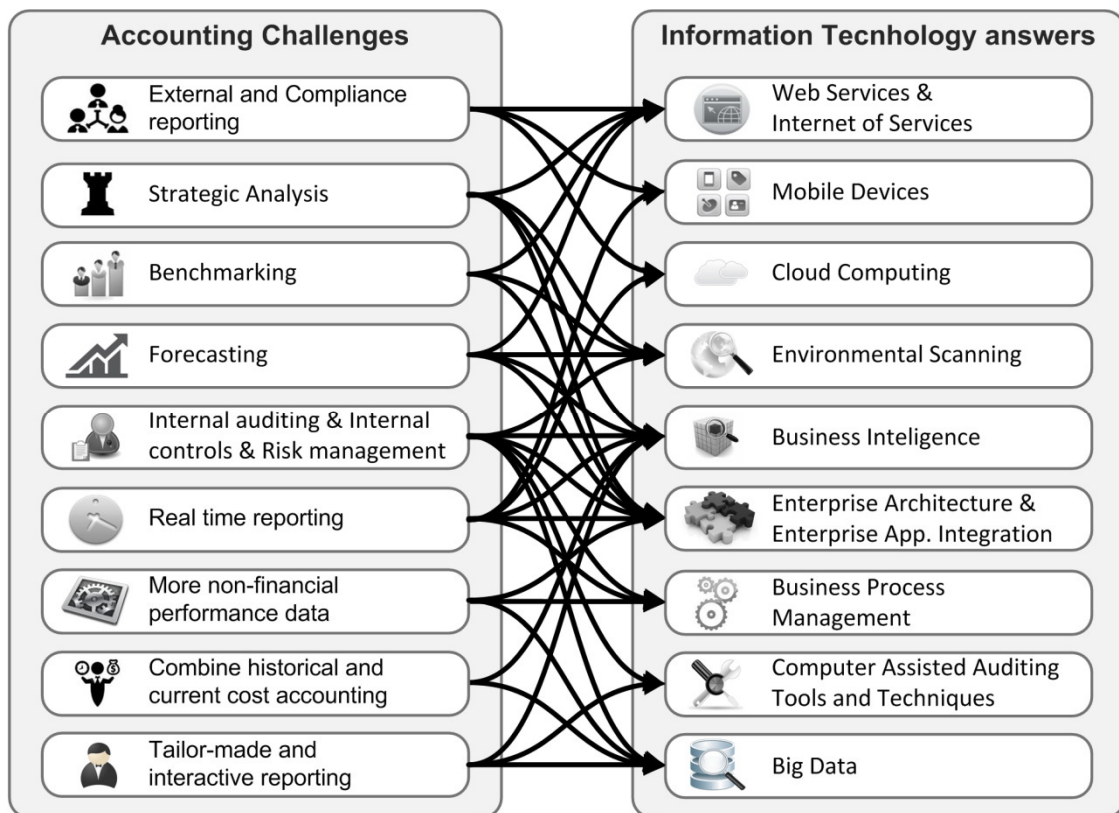 Accounting Challenges
External and Compliance
reporting
Strategic Analysis
Benchmarking
Forecasting
Internal auditing & Internal
controls & Risk management
Real time reporting
More non-financial
performance data
Combine historical and
current cost accounting
Tailor-made and
interactive reporting
Information Tecnhology answers
Web Services &
Internet of Services
Mobile Devices
Cloud Computing
Environmental Scanning
Business Inteligence
Enterprise Architecture &
Enterprise App. Integration
Business Process
Management
Computer Assisted Auditing
Tools and Techniques
Big Data